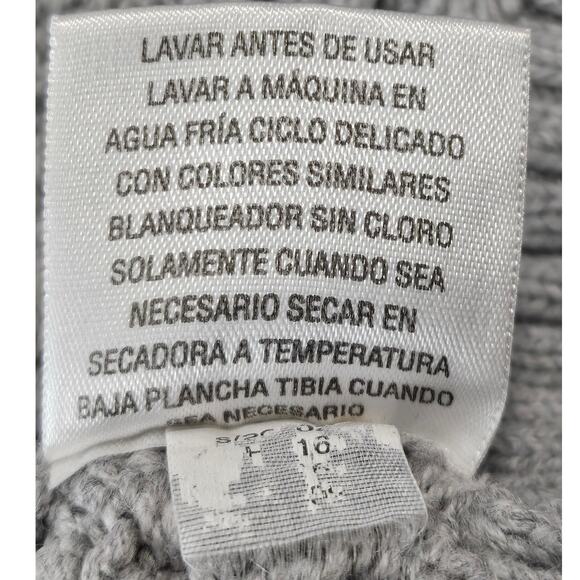 LAVAR ANTES DE USAR
LAVAR A MÁQUINA EN
AGUA FRÍA CICLO DELICADO
CON COLORES SIMILARES
BLANQUEADOR SIN CLORO
SOLAMENTE CUANDO SEA
NECESARIO SECAR EN
SECADORA A TEMPERATURA
BAJA PLANCHA TIBIA CUANDO
SEA NECESARIO
H 16